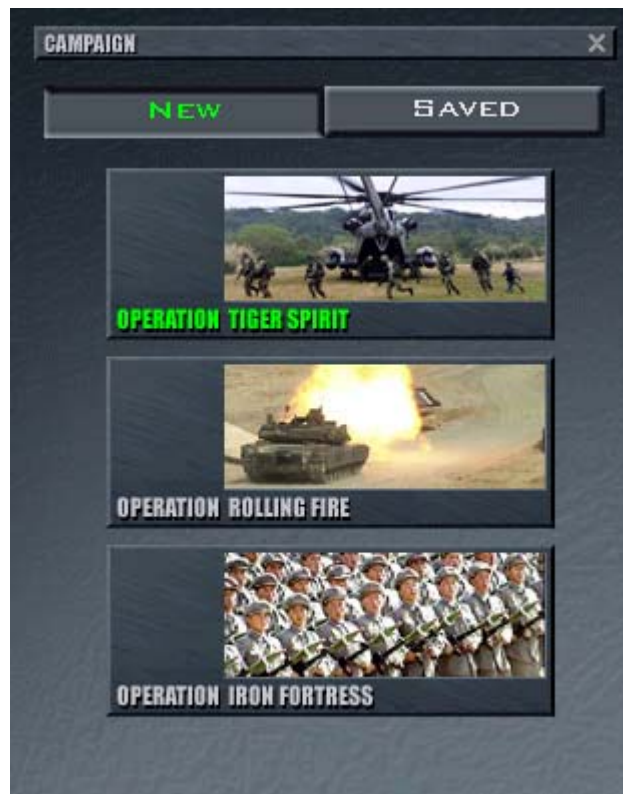 CAMPAIGN
NEW
SAVED
OPERATION TIGER SPIRIT
OPERATION ROLLING FIRE
OPERATION IRON FORTRESS